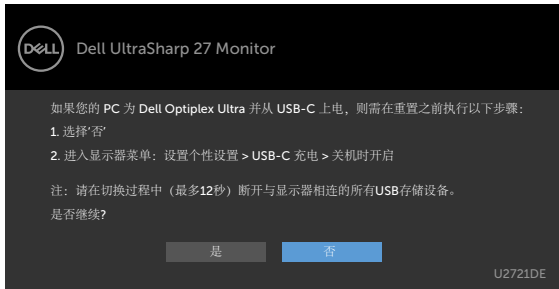 DELL Dell UltraSharp 27 Monitor
如果您的 PC 为 Dell Optiplex Ultra 并从 USB-C 上电，则需在重置之前执行以下步骤：
1. 选择‘否’
2. 进入显示器菜单：设置个性设置 > USB-C 充电 > 关机时开启
注：请在切换过程中（最多12秒）断开与显示器相连的所有USB存储设备。
是否继续?
是 否
U2721DE